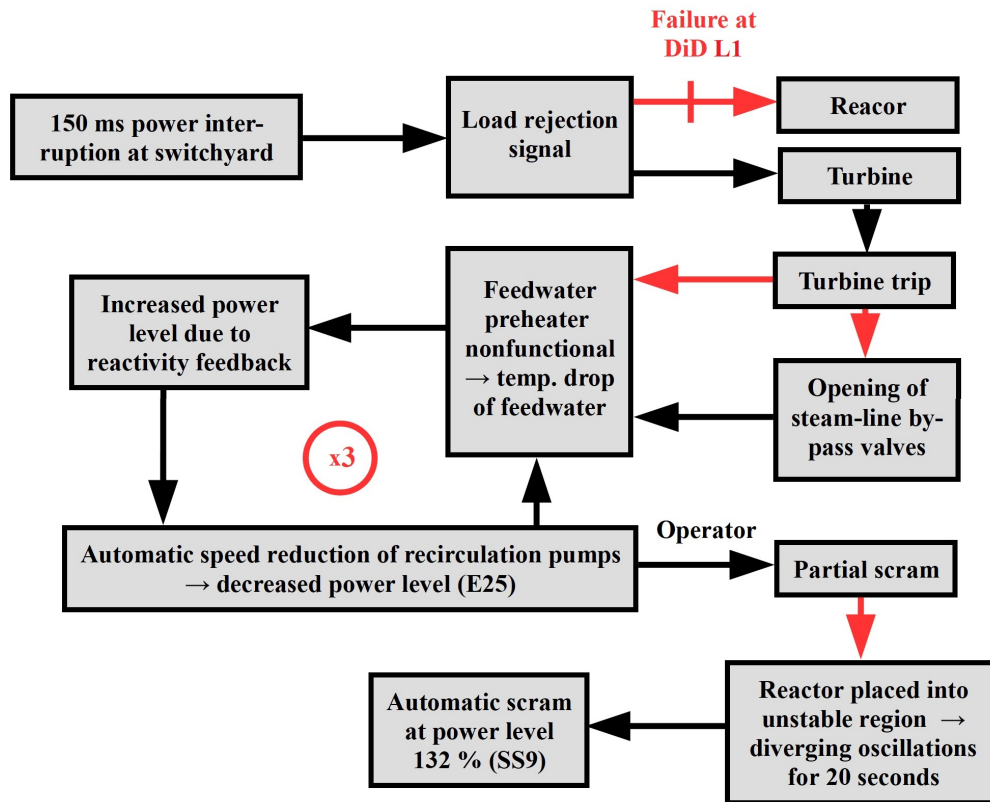 Failure at
DiD L1
150 ms power inter-
ruption at switchyard
Load rejection
signal
Reacor
Turbine
Turbine trip
Feedwater
preheater
nonfunctional
→ temp. drop
of feedwater
Increased power
level due to
reactivity feedback
Opening of
steam-line by-
pass valves
x3
Automatic speed reduction of recirculation pumps
→ decreased power level (E25)
Operator
Partial scram
Reactor placed into
unstable region →
diverging oscillations
for 20 seconds
Automatic scram
at power level
132 % (SS9)